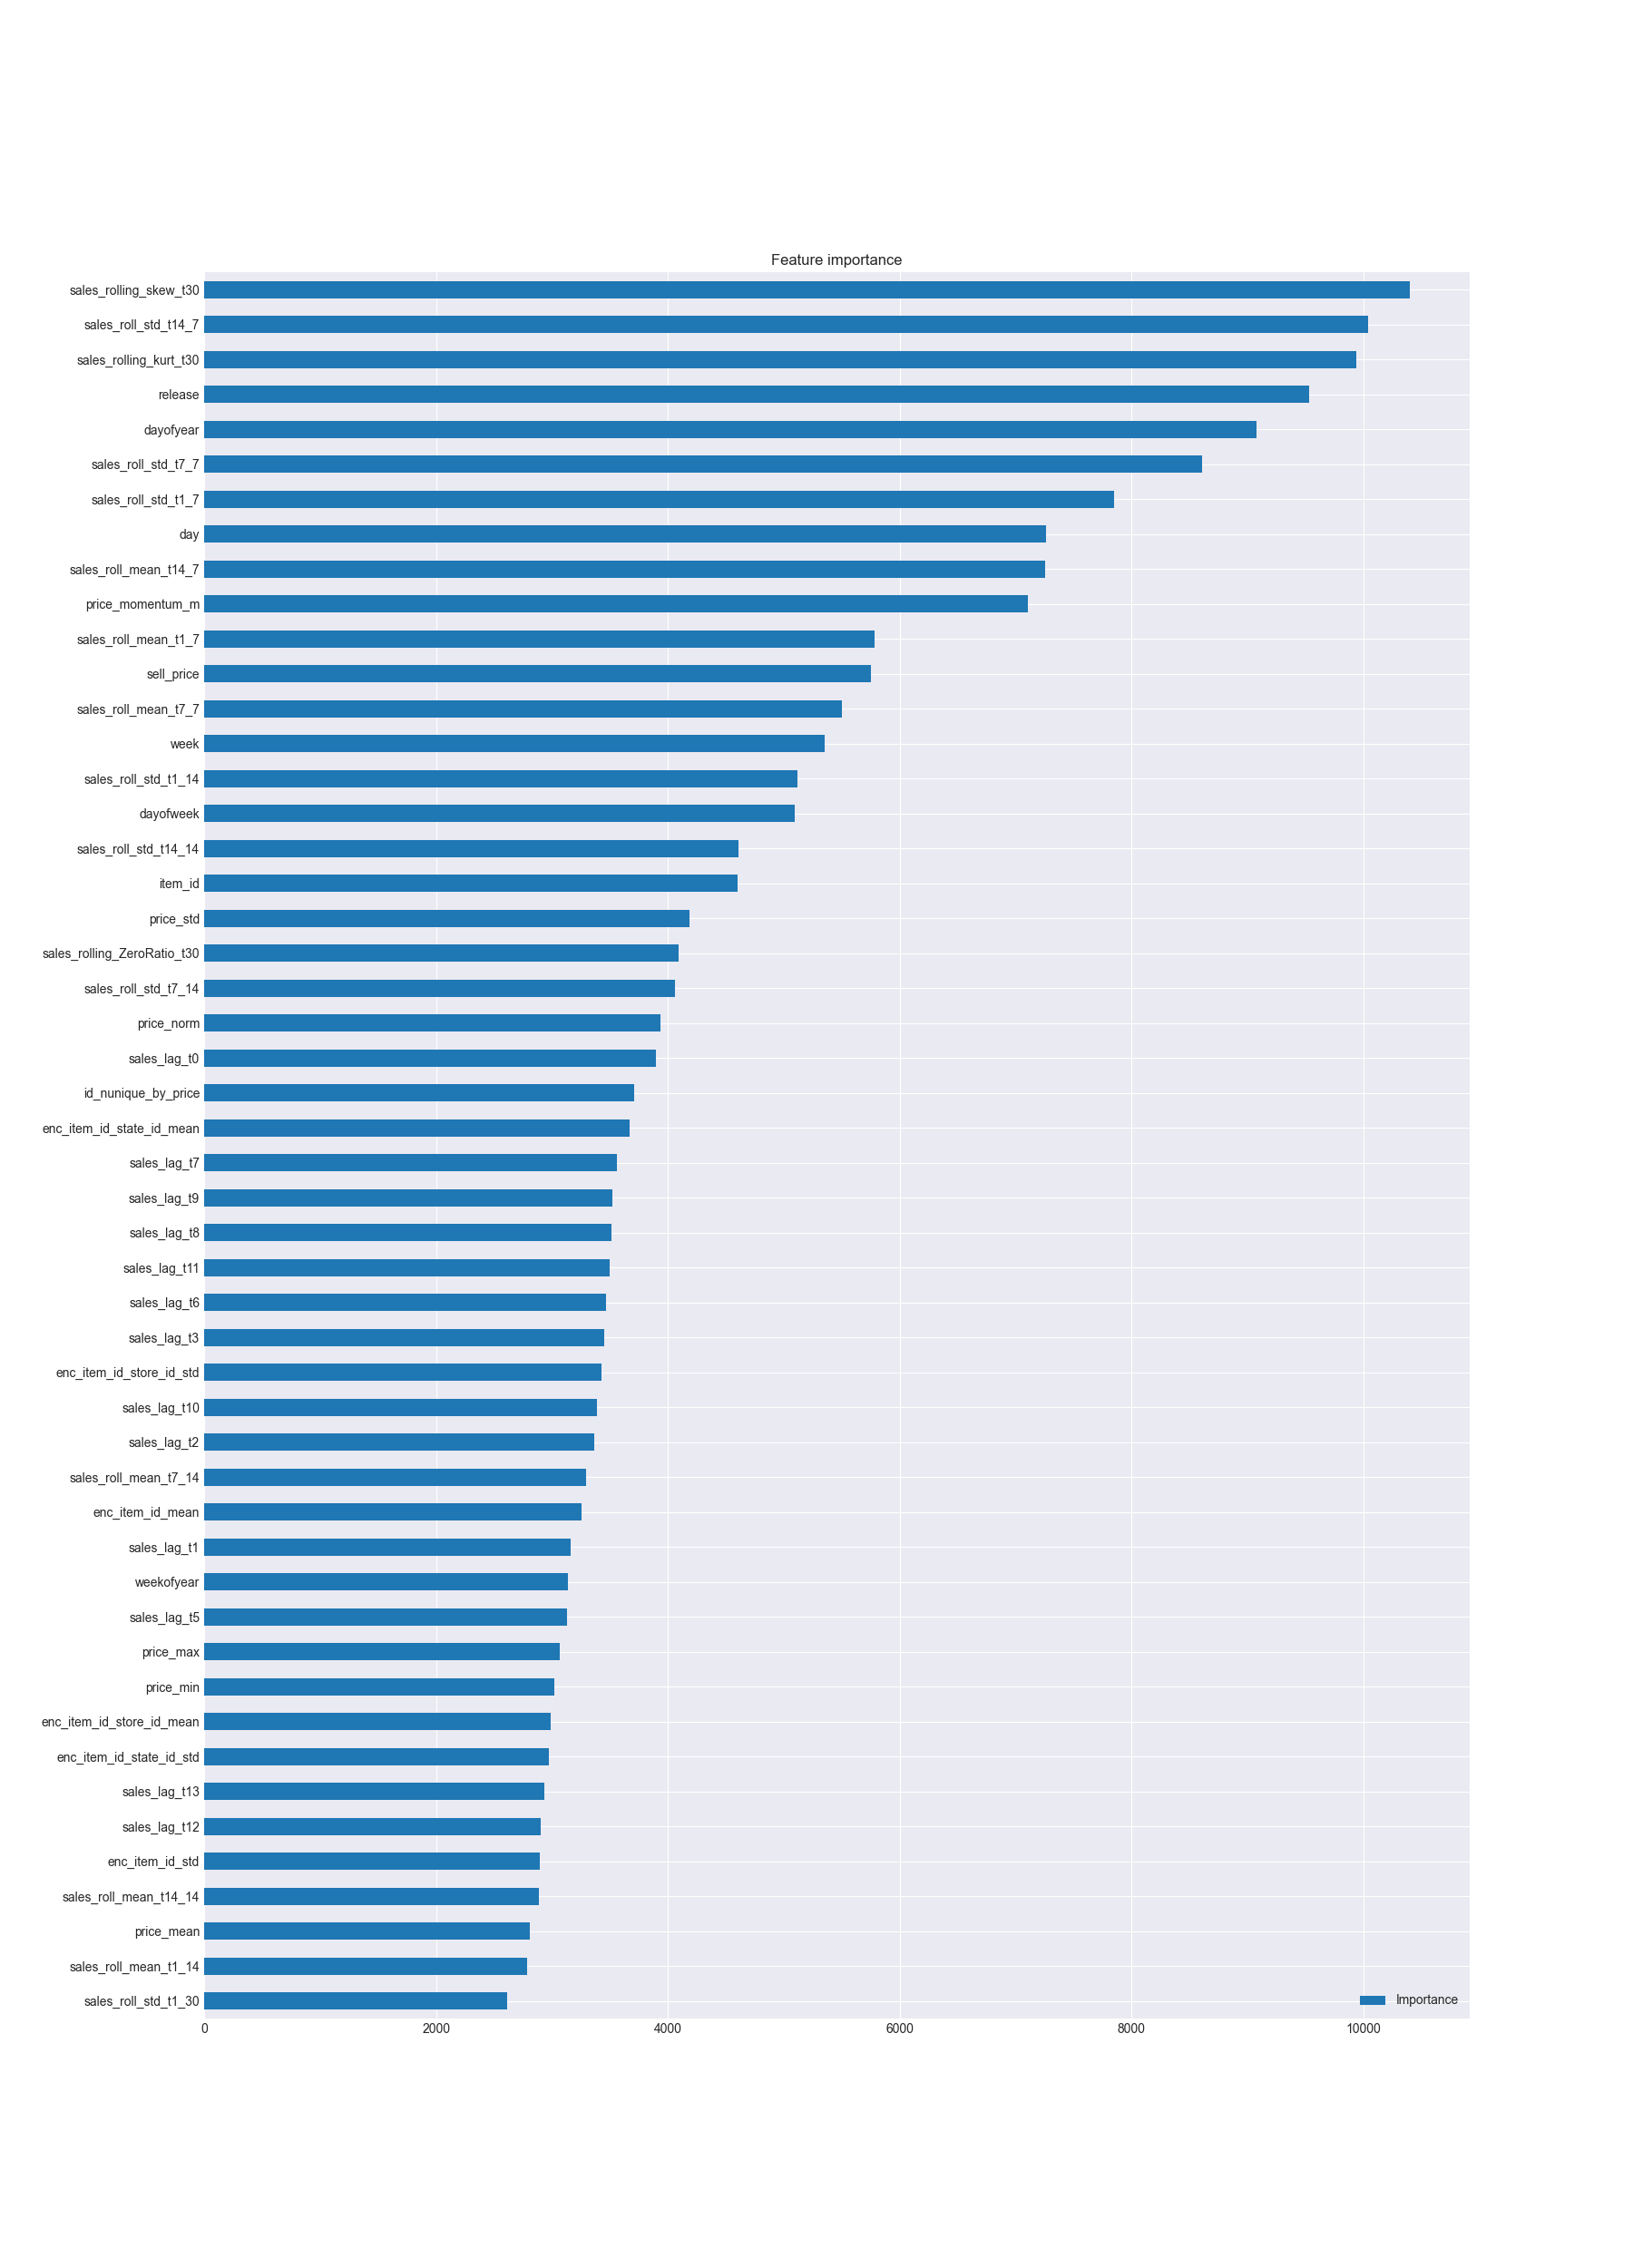 Feature importance
sales_rolling_skew_t30
sales_roll_std_t14_7
sales_rolling_kurt_t30
release
dayofyear
sales_roll_std_t7_7
sales_roll_std_t1_7
day
sales_roll_mean_t14_7
price_momentum_m
sales_roll_mean_t1_7
sell_price
sales_roll_mean_t7_7
week
sales_roll_std_t1_14
dayofweek
sales_roll_std_t14_14
item_id
price_std
sales_rolling_ZeroRatio_t30
sales_roll_std_t7_14
price_norm
sales_lag_t0
id_nunique_by_price
enc_item_id_state_id_mean
sales_lag_t7
sales_lag_t9
sales_lag_t8
sales_lag_t11
sales_lag_t6
sales_lag_t3
enc_item_id_store_id_std
sales_lag_t10
sales_lag_t2
sales_roll_mean_t7_14
enc_item_id_mean
sales_lag_t1
weekofyear
sales_lag_t5
price_max
price_min
enc_item_id_store_id_mean
enc_item_id_state_id_std
sales_lag_t13
sales_lag_t12
enc_item_id_std
sales_roll_mean_t14_14
price_mean
sales_roll_mean_t1_14
sales_roll_std_t1_30
Importance
0 2000 4000 6000 8000 10000